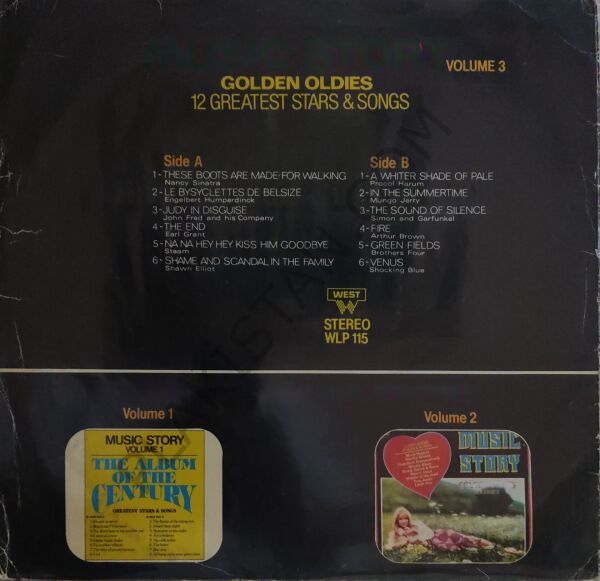 MUSIC STORY
VOLUME 3
GOLDEN OLDIES
12 GREATEST STARS & SONGS
Side A
1-THESE BOOTS ARE MADE-FOR WALKING
Nancy Sinatra
2-LE BYSYCLETTES DE BELSIZE
Engelbert Humperdinck
3-JUDY IN DISGUISE
John Fred and his Company
4-THE END
Earl Grant
5-NA NA HEY HEY KISS HIM GOODBYE
Steam
6-SHAME AND SCANDAL IN THE FAMILY
Shawn Elliot
Side B
1-A WHITER SHADE OF PALE
Procol Harum
2-IN THE SUMMERTIME
Mungo Jerry
3-THE SOUND OF SILENCE
Simon and Garfunkel
4-FIRE
Arthur Brown
5-GREEN FIELDS
Brothers Four
6-VENUS
Shocking Blue
WEST
STEREO
WLP 115
Volume 1
MUSIC STORY
VOLUME 1
THE ALBUM
OF THE
CENTURY
GREATEST STARS & SONGS
Volume 2
MUSIC
STORY